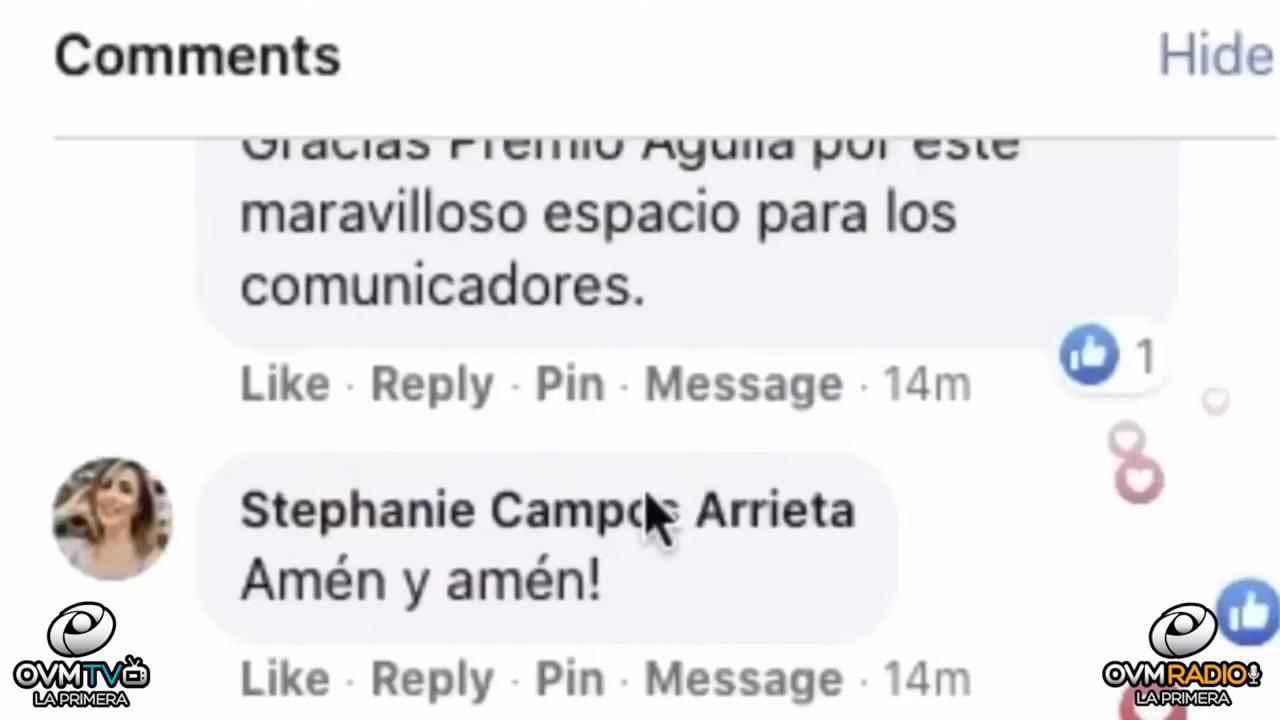 Comments
Hide
Gracias Premio Aguila por este
maravilloso espacio para los
comunicadores.
1
Like · Reply · Pin · Message · 14m
Stephanie Campos Arrieta
Amén y amén!
Like · Reply · Pin · Message · 14m
OVMTV
LA PRIMERA
OVMRADIO
LA PRIMERA